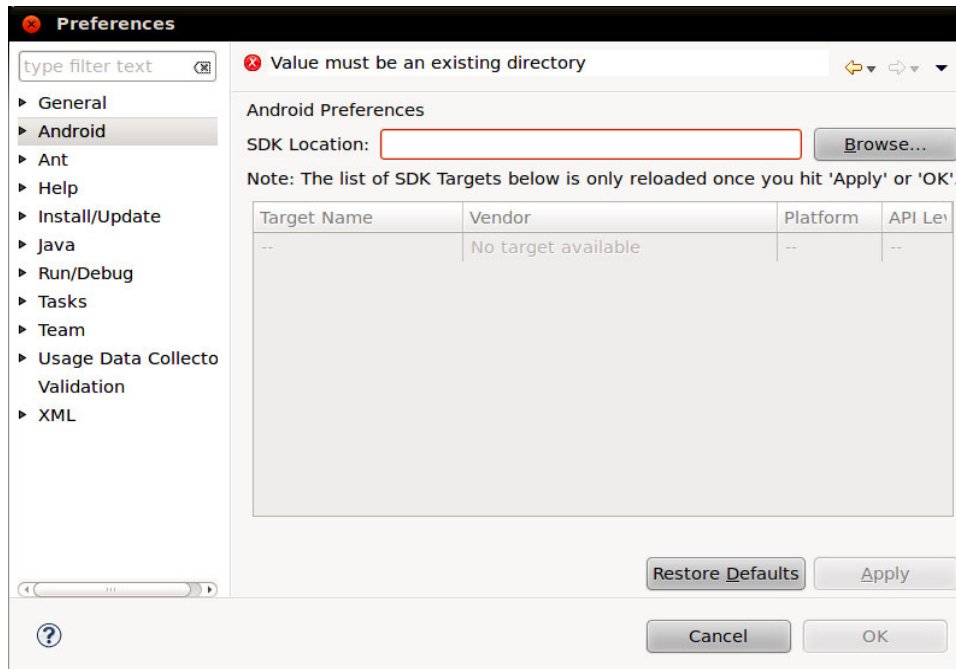 Preferences
type filter text
General
Android
Ant
Help
Install/Update
Java
Run/Debug
Tasks
Team
Usage Data Collecto
Validation
XML
Value must be an existing directory
Android Preferences
SDK Location: Browse...
Note: The list of SDK Targets below is only reloaded once you hit 'Apply' or 'OK'.
Target Name Vendor Platform API Lev
-- No target available -- --
Restore Defaults Apply
Cancel OK